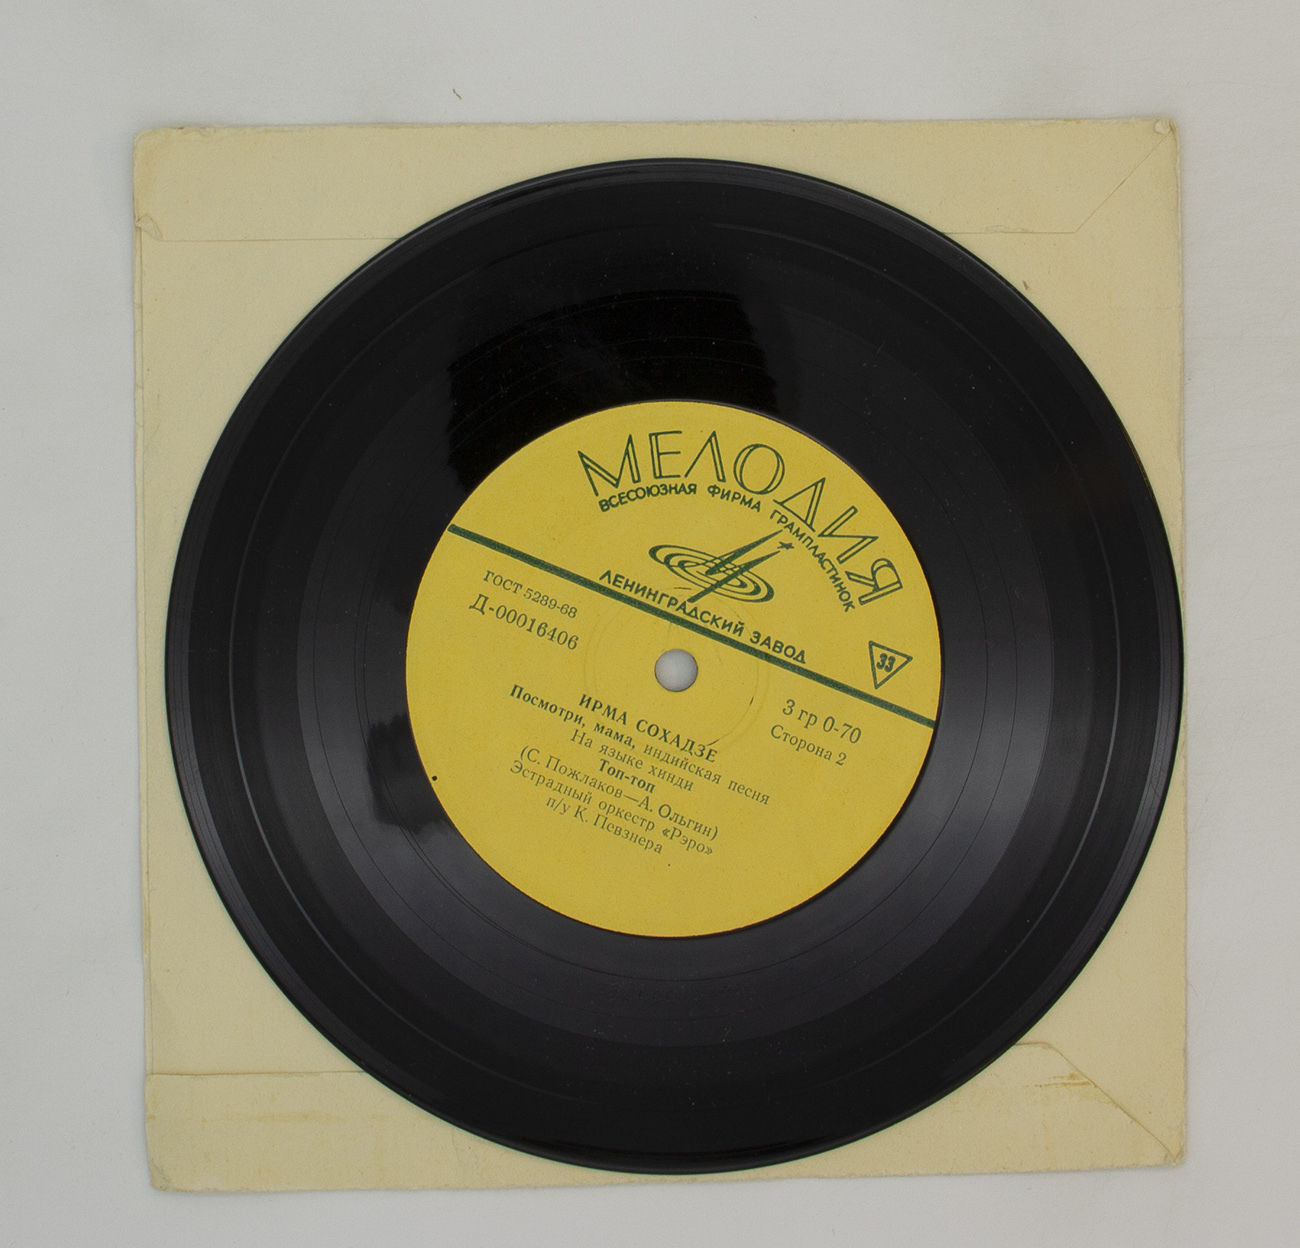 МЕЛОДИЯ
ВСЕСОЮЗНАЯ ФИРМА ГРАМПЛАСТИНОК
ЛЕНИНГРАДСКИЙ ЗАВОД
33
ГОСТ 5289-68
Д-00016406
3 гр 0-70
Сторона 2
ИРМА СОХАДЗЕ
Посмотри, мама, индийская песня
На языке хинди
Топ-топ
(С. Пожлаков—А. Ольгин)
Эстрадный оркестр «Рэро»
п/у К. Певзнера